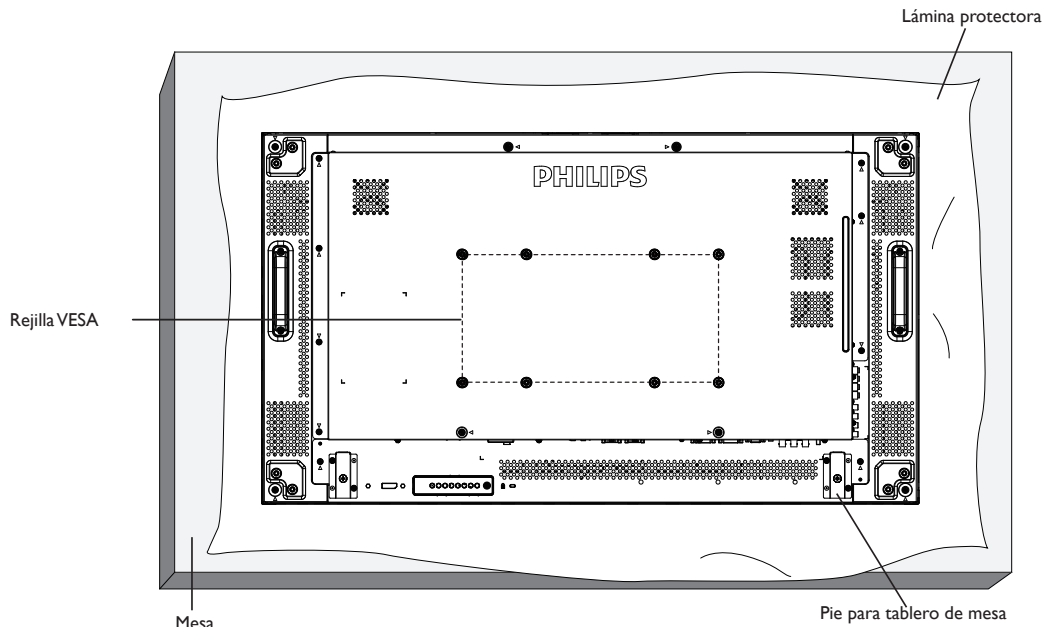 Lámina protectora
PHILIPS
Rejilla VESA
Pie para tablero de mesa
Mesa